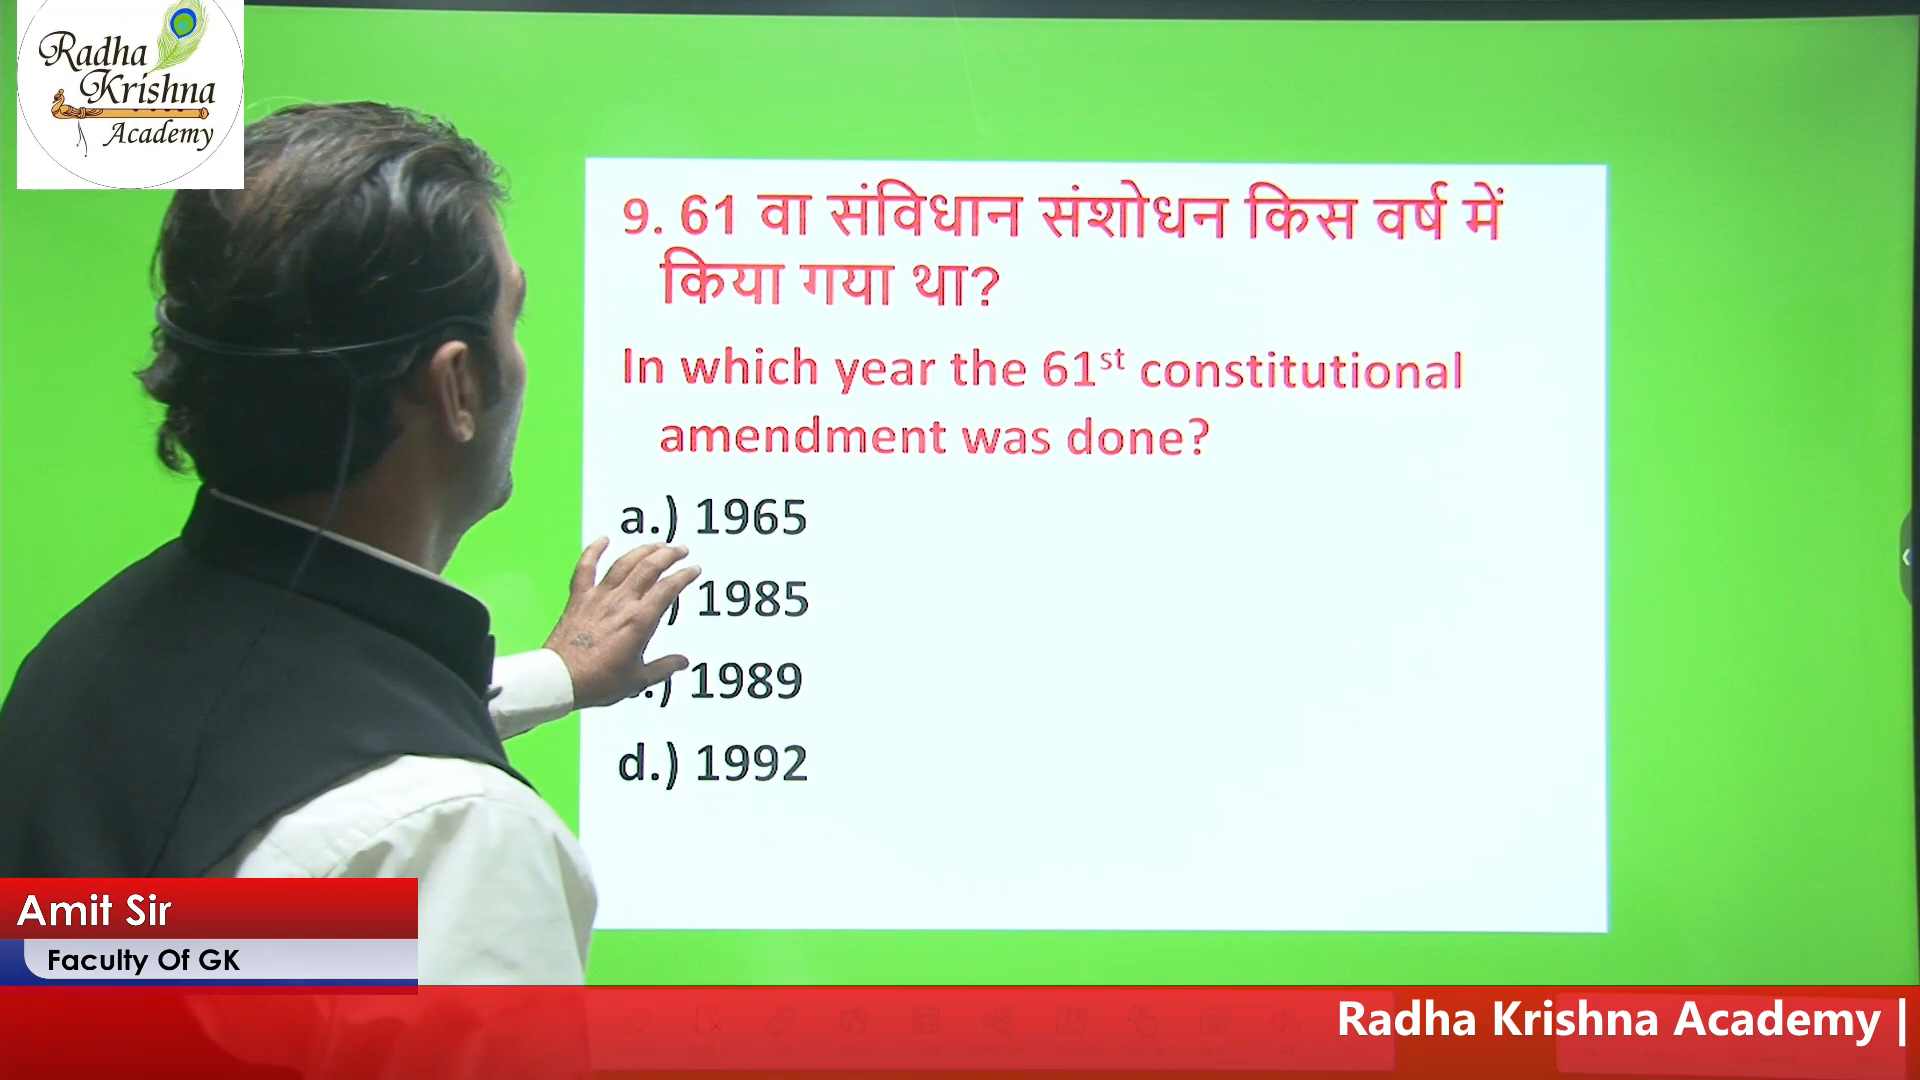 Radha
Krishna
Academy
9. 61 वा संविधान संशोधन किस वर्ष में
किया गया था?
In which year the 61st constitutional
amendment was done?
a.) 1965
) 1985
.) 1989
d.) 1992
Amit Sir
Faculty Of GK
Radha Krishna Academy |